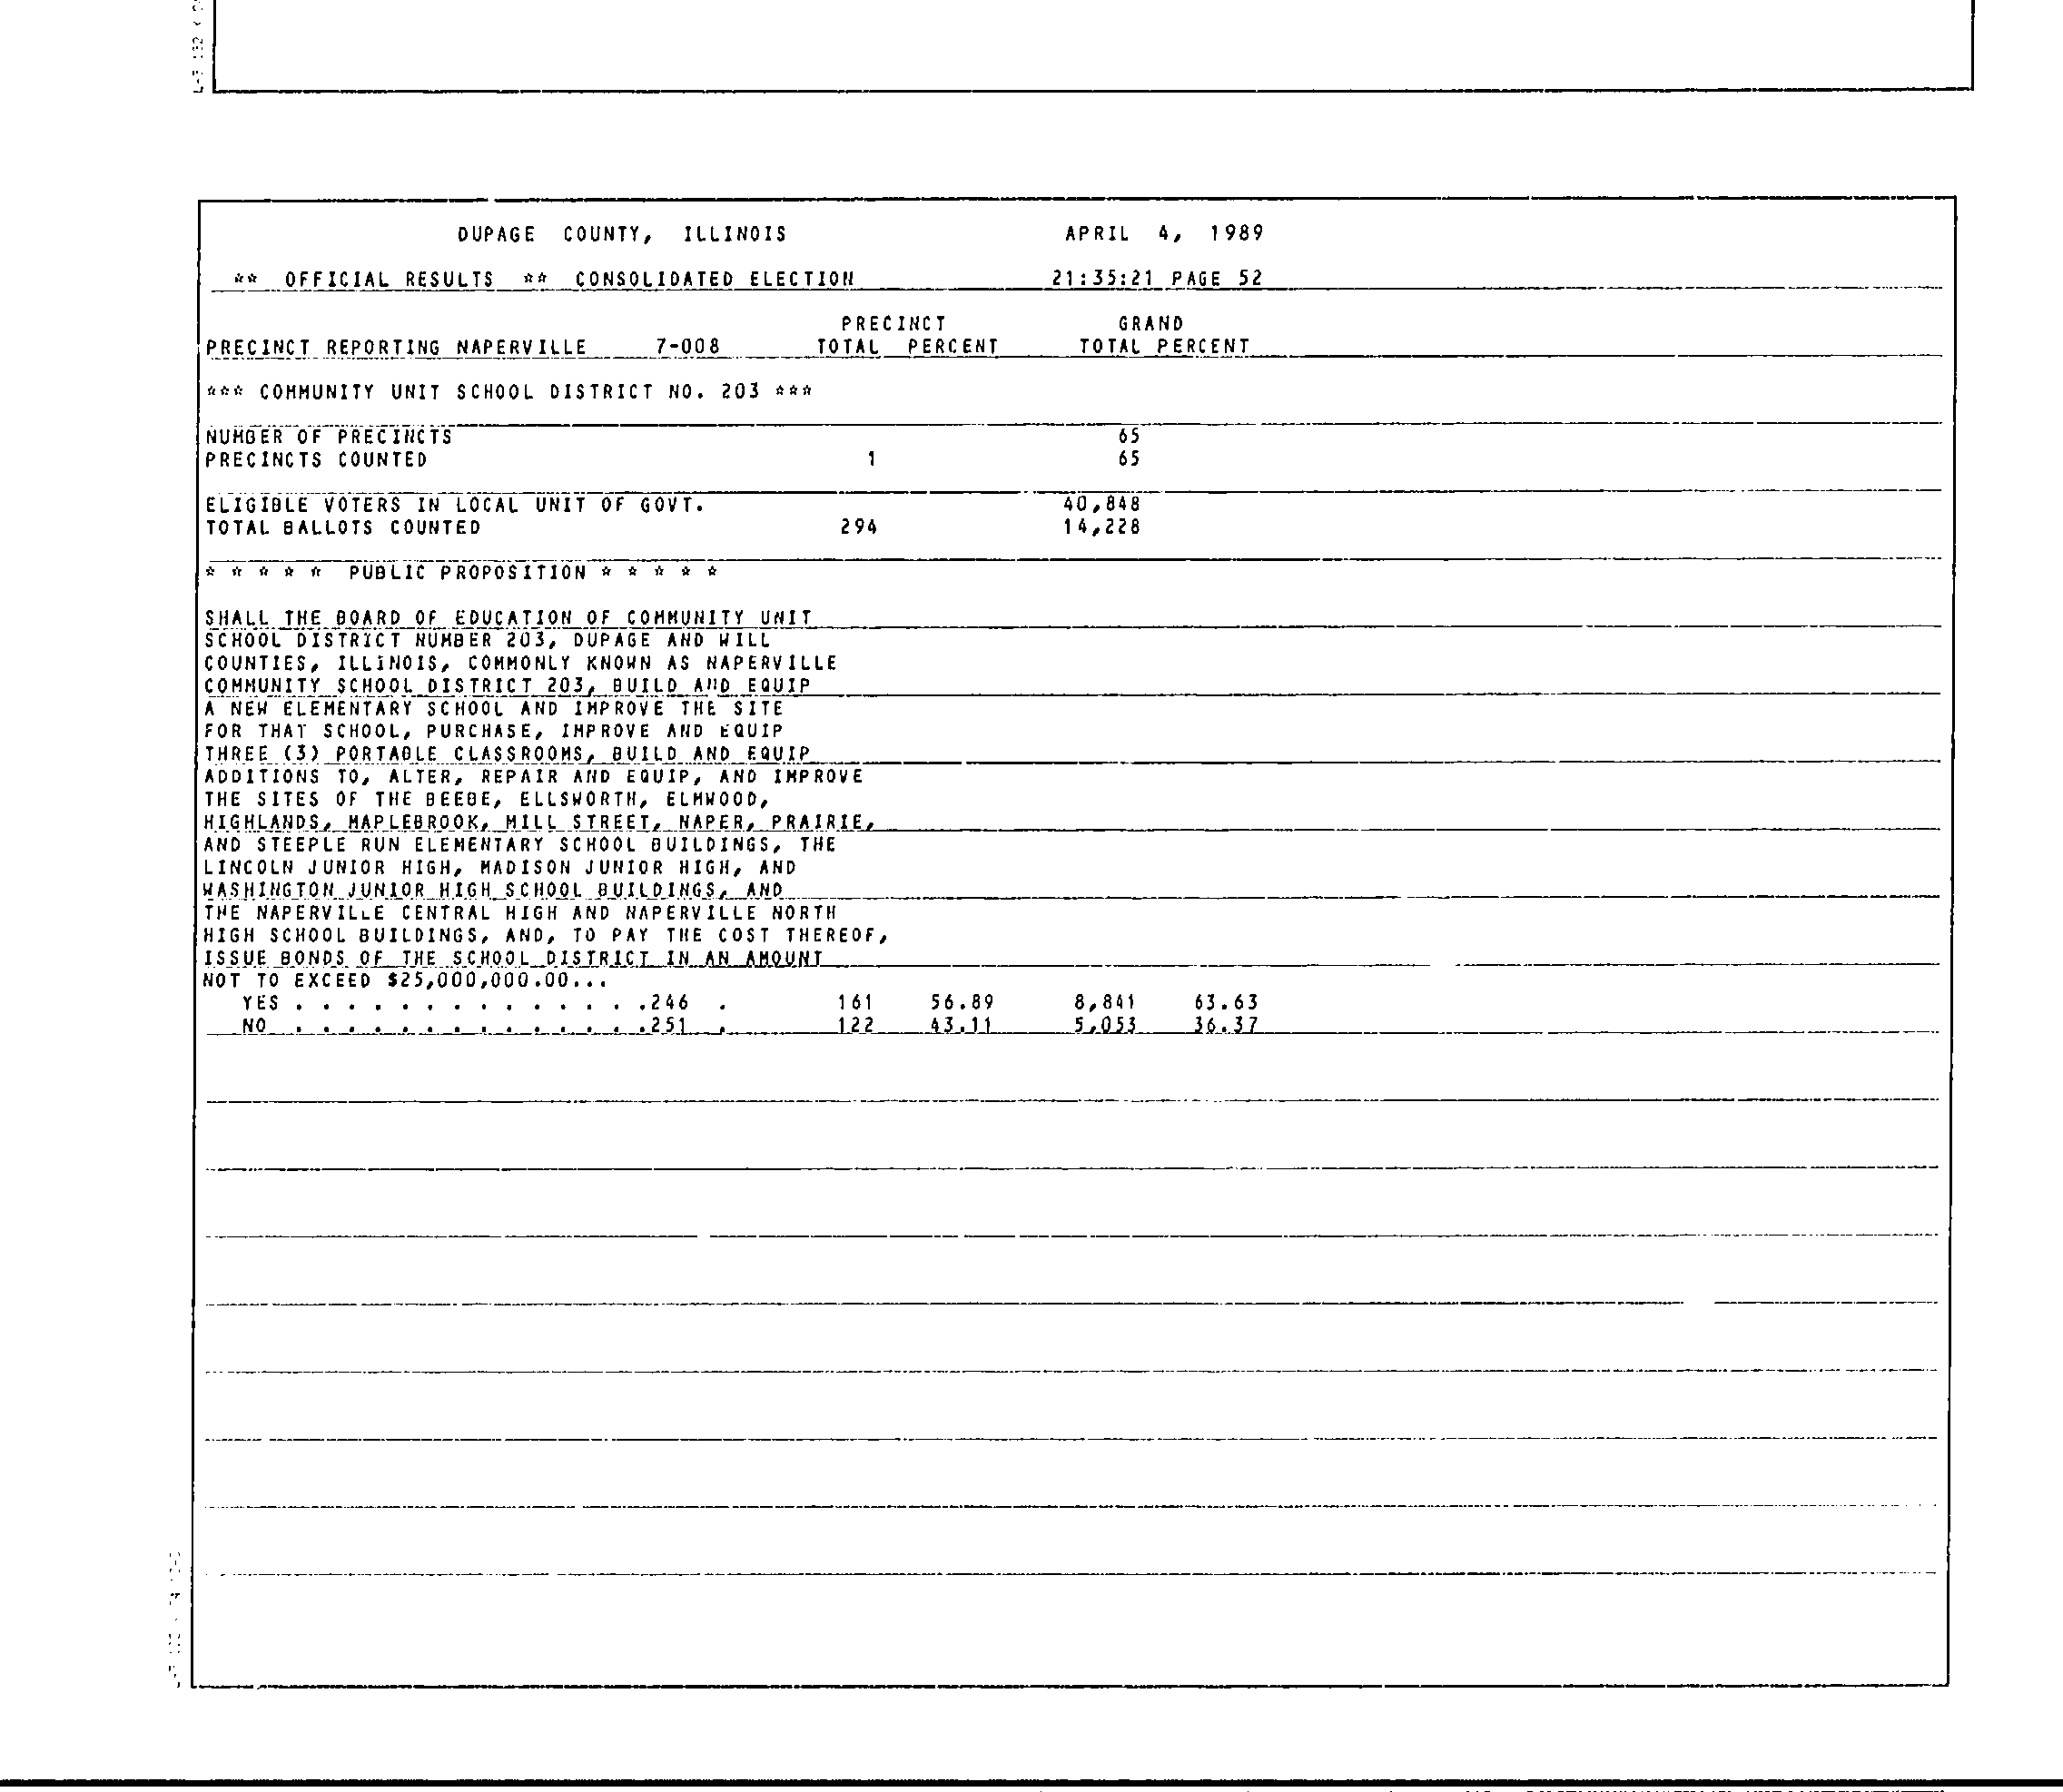 DUPAGE COUNTY, ILLINOIS APRIL 4, 1989
** OFFICIAL RESULTS ** CONSOLIDATED ELECTION 21:35:21 PAGE 52
PRECINCT GRAND
PRECINCT REPORTING NAPERVILLE 7-008 TOTAL PERCENT TOTAL PERCENT
*** COMMUNITY UNIT SCHOOL DISTRICT NO. 203 ***
NUMBER OF PRECINCTS 65
PRECINCTS COUNTED 1 65
ELIGIBLE VOTERS IN LOCAL UNIT OF GOVT. 40,848
TOTAL BALLOTS COUNTED 294 14,228
* * * * * PUBLIC PROPOSITION * * * * *
SHALL THE BOARD OF EDUCATION OF COMMUNITY UNIT
SCHOOL DISTRICT NUMBER 203, DUPAGE AND WILL
COUNTIES, ILLINOIS, COMMONLY KNOWN AS NAPERVILLE
COMMUNITY SCHOOL DISTRICT 203, BUILD AND EQUIP
A NEW ELEMENTARY SCHOOL AND IMPROVE THE SITE
FOR THAT SCHOOL, PURCHASE, IMPROVE AND EQUIP
THREE (3) PORTABLE CLASSROOMS, BUILD AND EQUIP
ADDITIONS TO, ALTER, REPAIR AND EQUIP, AND IMPROVE
THE SITES OF THE BEEBE, ELLSWORTH, ELMWOOD,
HIGHLANDS, MAPLEBROOK, MILL STREET, NAPER, PRAIRIE,
AND STEEPLE RUN ELEMENTARY SCHOOL BUILDINGS, THE
LINCOLN JUNIOR HIGH, MADISON JUNIOR HIGH, AND
WASHINGTON JUNIOR HIGH SCHOOL BUILDINGS, AND
THE NAPERVILLE CENTRAL HIGH AND NAPERVILLE NORTH
HIGH SCHOOL BUILDINGS, AND, TO PAY THE COST THEREOF,
ISSUE BONDS OF THE SCHOOL DISTRICT IN AN AMOUNT
NOT TO EXCEED $25,000,000.00...
YES . . . . . . . . . . . . . .246 . 161 56.89 8,841 63.63
NO . . . . . . . . . . . . . .251 . 122 43.11 5,053 36.37